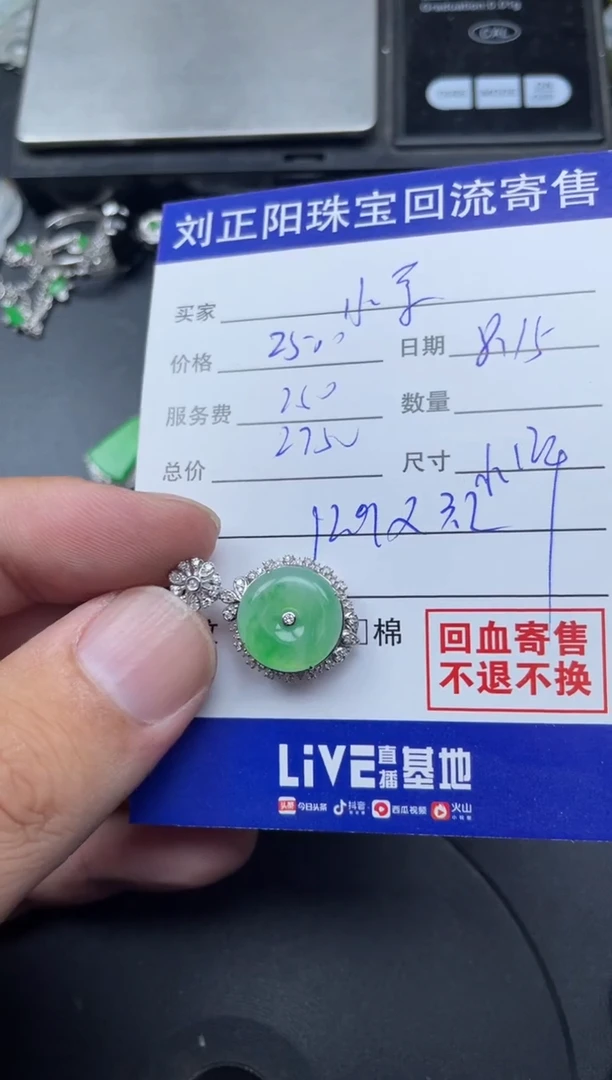 CAL
刘正阳珠宝回流寄售
买家
价格 2500 日期 8.15
服务费 250 数量
总价 2750 尺寸
棉
回血寄售
不退不换
LiVE直播基地
头条 今日头条 抖音 西瓜视频 火山